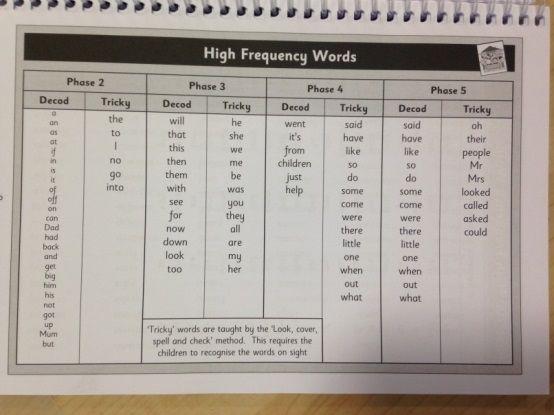 High Frequency Words
Phase 2 Phase 3 Phase 4 Phase 5
Decod Tricky Decod Tricky Decod Tricky Decod Tricky
a
an
as
at
if
in
is
it
of
off
on
can
Dad
had
back
and
get
big
him
his
not
got
up
Mum
but
the
to
I
no
go
into
will
that
this
then
them
with
see
for
now
down
look
too
he
she
we
me
be
was
you
they
all
are
my
her
went
it's
from
children
just
help
said
have
like
so
do
some
come
were
there
little
one
when
out
what
said
have
like
so
do
some
come
were
there
little
one
when
out
what
oh
their
people
Mr
Mrs
looked
called
asked
could
'Tricky' words are taught by the 'Look, cover,
spell and check' method. This requires the
children to recognise the words on sight